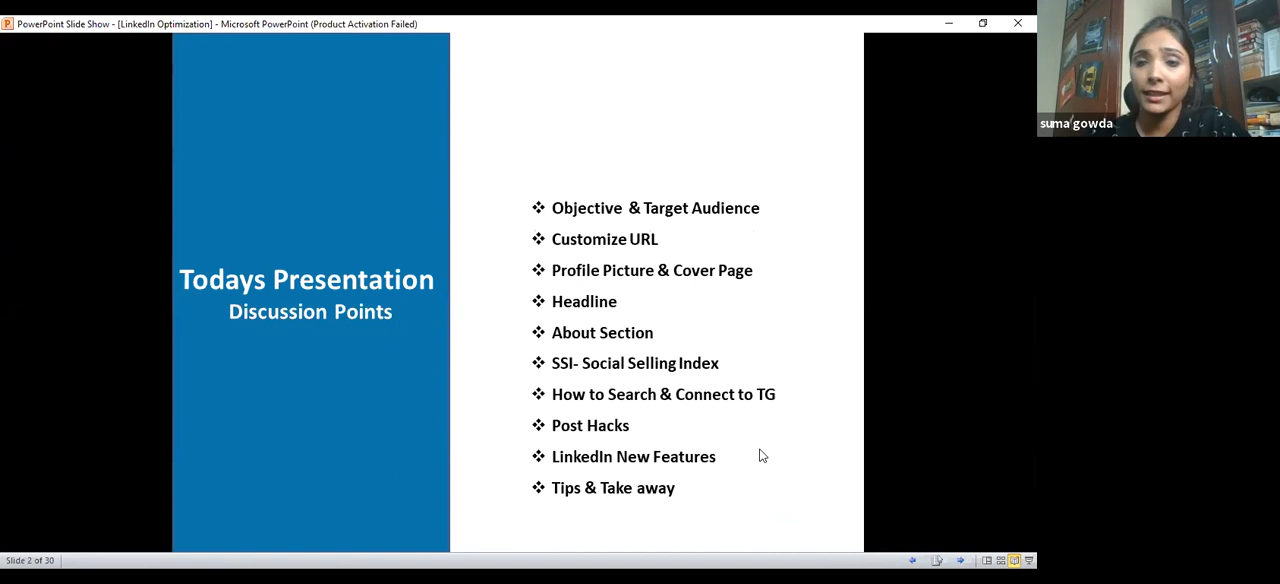 PowerPoint Slide Show - [LinkedIn Optimization] - Microsoft PowerPoint (Product Activation Failed)
suma gowda
Todays Presentation
Discussion Points
❖ Objective & Target Audience
❖ Customize URL
❖ Profile Picture & Cover Page
❖ Headline
❖ About Section
❖ SSI- Social Selling Index
❖ How to Search & Connect to TG
❖ Post Hacks
❖ LinkedIn New Features
❖ Tips & Take away
Slide 2 of 30